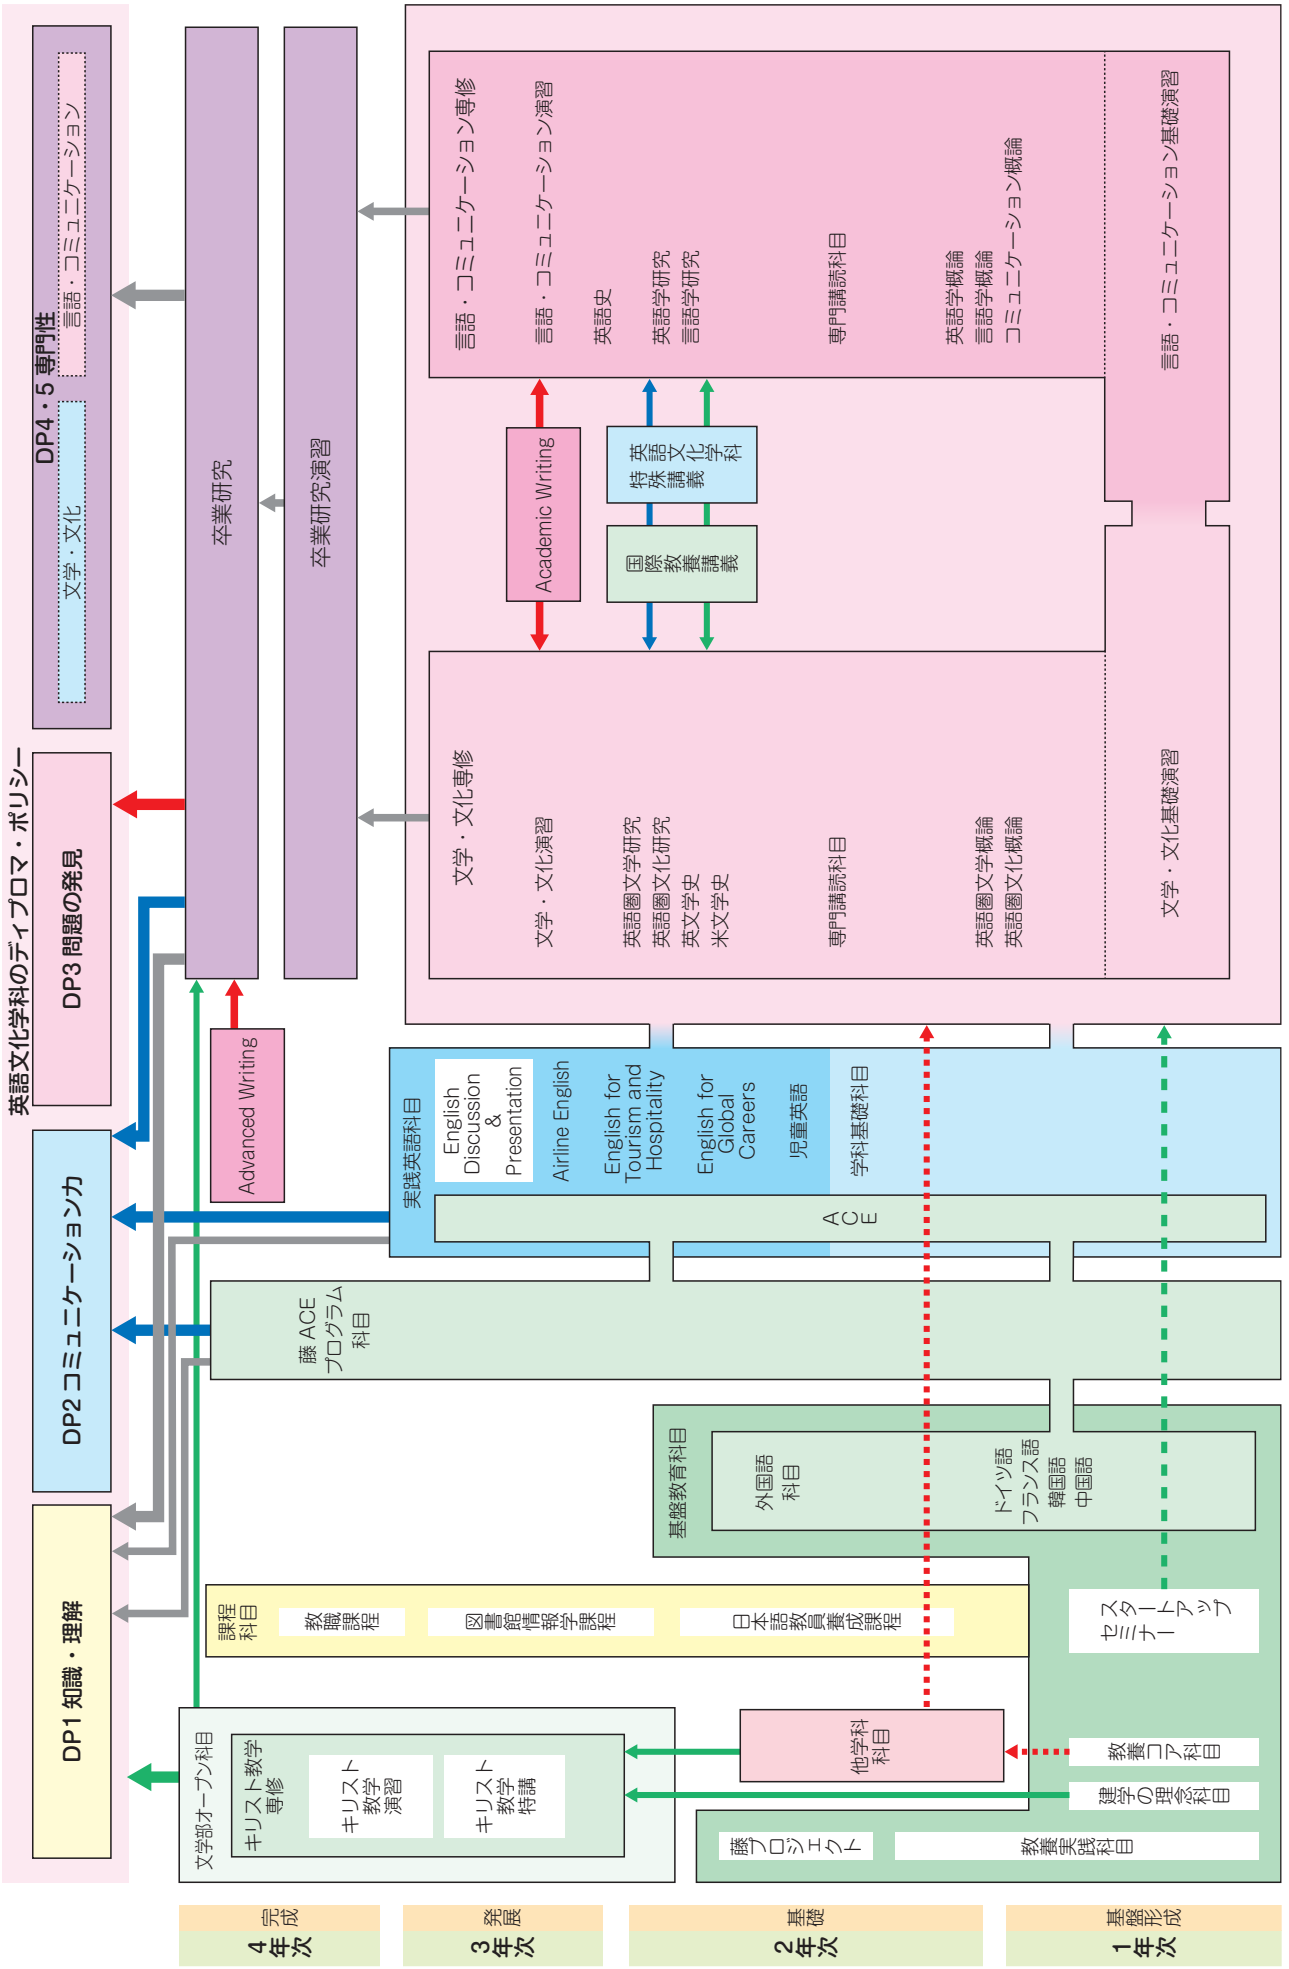 英語文化学科のディプロマ・ポリシー
DP1 知識・理解
DP2 コミュニケーション力
DP3 問題の発見
DP4・5 専門性
文学・文化
言語・コミュニケーション
4年次
完成
3年次
発展
2年次
基礎
1年次
基盤形成
文学部オープン科目
キリスト教学
専修
キリスト
教学
演習
キリスト
教学
特講
藤プロジェクト
教養実践科目
他学科
科目
教養コア科目
建学の理念科目
課程
科目
教職課程
図書館情報学課程
日本語教員養成課程
スタートアップ
セミナー
基盤教育科目
外国語
科目
ドイツ語
フランス語
韓国語
中国語
藤 ACE
プログラム
科目
実践英語科目
ACE
English
Discussion
&
Presentation
Airline English
English for
Tourism and
Hospitality
English for
Global
Careers
児童英語
学科基礎科目
Advanced Writing
卒業研究
卒業研究演習
文学・文化専修
文学・文化演習
英語圏文学研究
英語圏文化研究
英文学史
米文学史
専門講読科目
英語圏文学概論
英語圏文化概論
文学・文化基礎演習
Academic Writing
国際教養講義
英語文化学科
特殊講義
言語・コミュニケーション専修
言語・コミュニケーション演習
英語史
英語学研究
言語学研究
専門講読科目
英語学概論
言語学概論
コミュニケーション概論
言語・コミュニケーション基礎演習